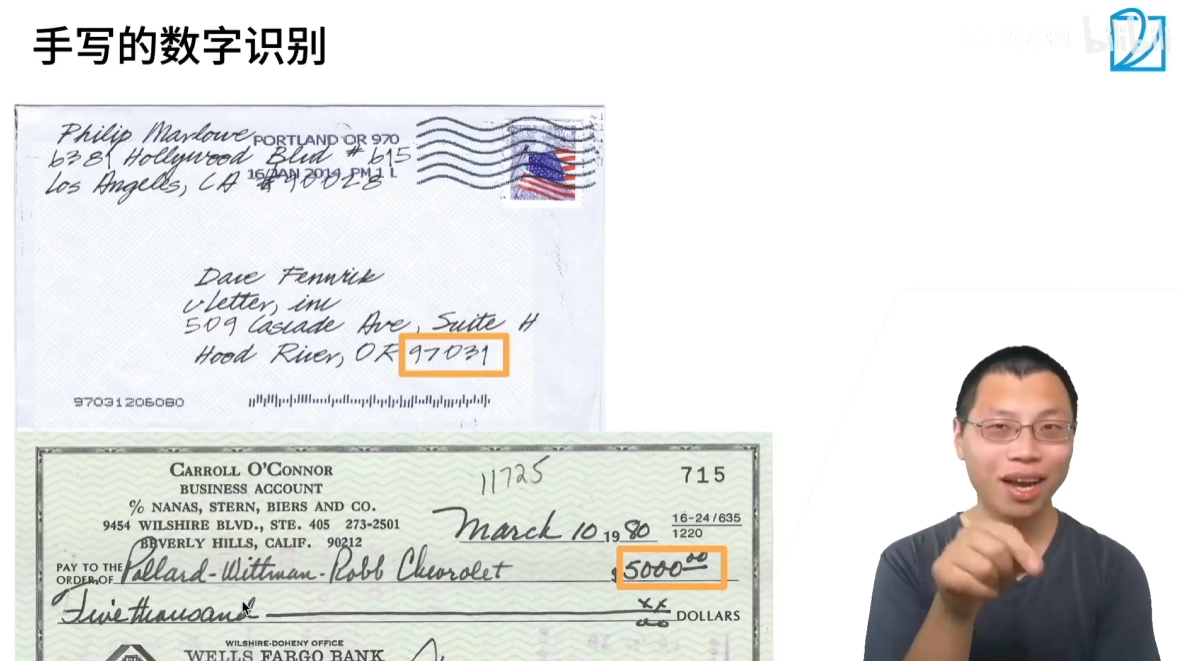 手写的数字识别
bilibili
Philip Marlowe
PORTLAND OR 970
6381 Hollywood Blvd # 615
16 JAN 2014 PM 1 L
Los Angeles, CA 90028
Dave Fennwick
vLetter, inc
509 Cascade Ave, Suite H
Hood River, OR 97031
97031206080
CARROLL O'CONNOR
BUSINESS ACCOUNT
% NANAS, STERN, BIERS AND CO.
9454 WILSHIRE BLVD., STE. 405 273-2501
BEVERLY HILLS, CALIF. 90212
11725
715
March 10 1980
16-24/635
1220
PAY TO THE
ORDER OF Pollard-Wittman-Robb Chevrolet $5000 00
Five thousand xx
00 DOLLARS
WILSHIRE-DOHENY OFFICE
WELLS FARGO BANK